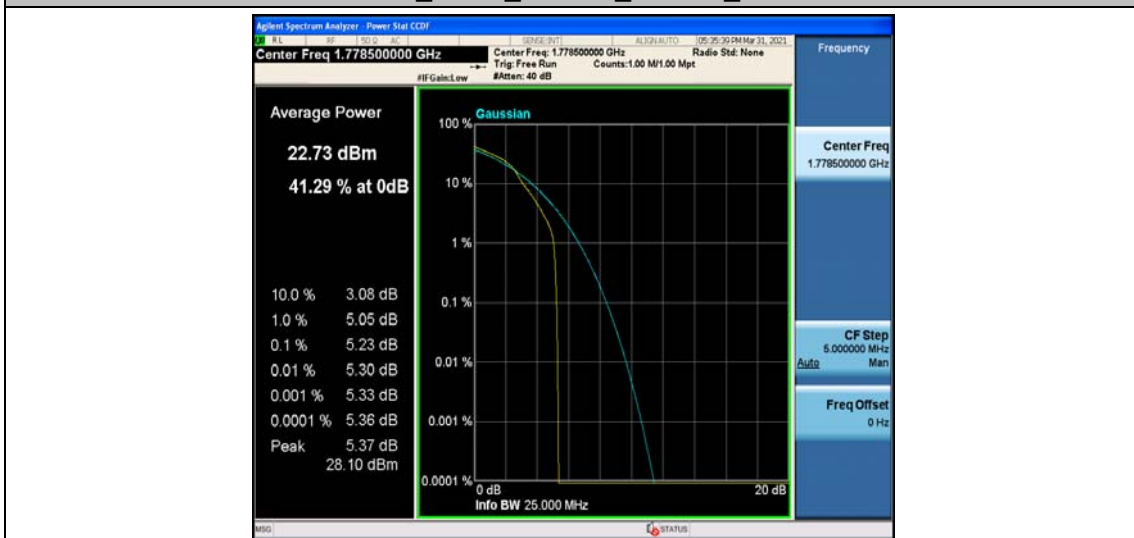 Agilent Spectrum Analyzer - Power Stat CCDF
RL RF 50 Ω AC SENSE:INT ALIGN AUTO 05:35:39 PM Mar 31, 2021
Center Freq 1.778500000 GHz
Center Freq: 1.778500000 GHz Radio Std: None
Trig: Free Run Counts:1.00 M/1.00 Mpt
#IFGain:Low #Atten: 40 dB
Frequency
Average Power
22.73 dBm
41.29 % at 0dB
10.0 % 3.08 dB
1.0 % 5.05 dB
0.1 % 5.23 dB
0.01 % 5.30 dB
0.001 % 5.33 dB
0.0001 % 5.36 dB
Peak 5.37 dB
28.10 dBm
Gaussian
100 %
10 %
1 %
0.1 %
0.01 %
0.001 %
0.0001 %
0 dB 20 dB
Info BW 25.000 MHz
Center Freq
1.778500000 GHz
CF Step
5.000000 MHz
Auto Man
Freq Offset
0 Hz
MSG STATUS